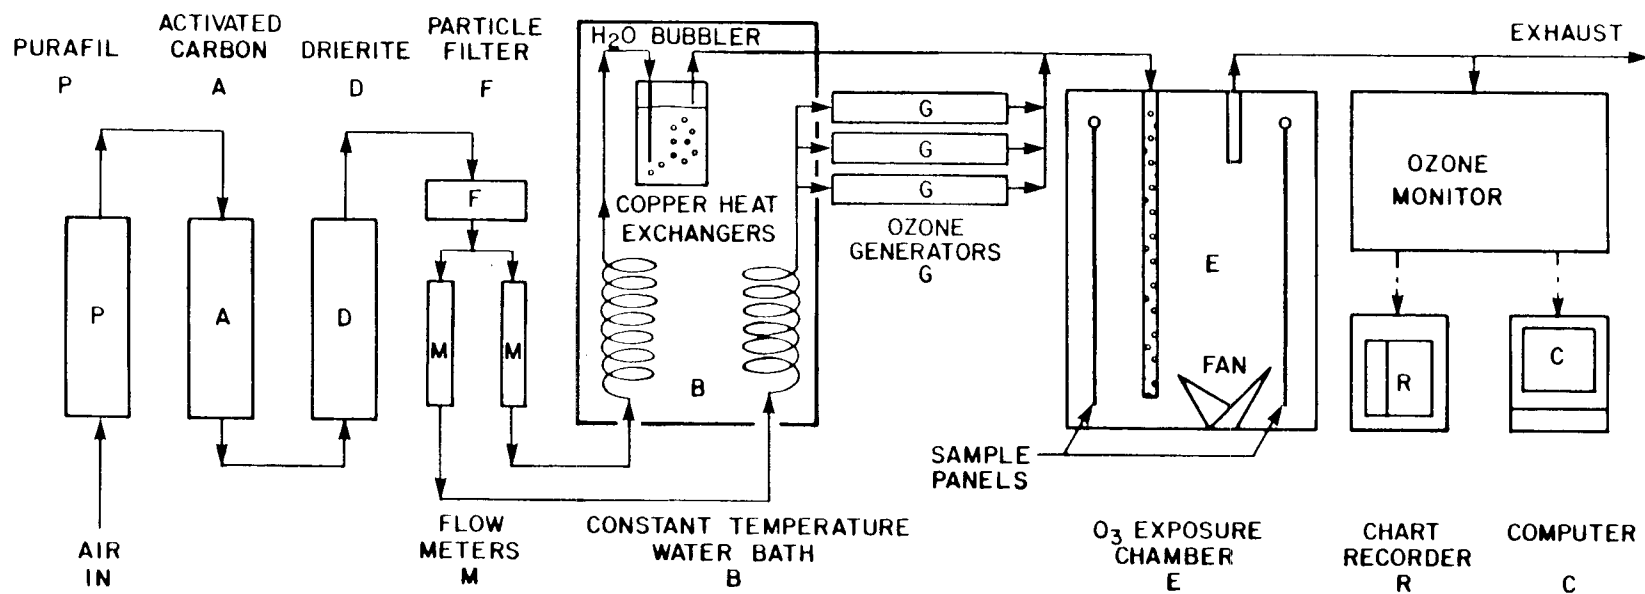 PURAFIL
P
ACTIVATED
CARBON
A
DRIERITE
D
PARTICLE
FILTER
F
H2O BUBBLER
EXHAUST
P
A
D
F
M
M
COPPER HEAT
EXCHANGERS
B
G
G
G
OZONE
GENERATORS
G
E
FAN
OZONE
MONITOR
R
C
SAMPLE
PANELS
AIR
IN
FLOW
METERS
M
CONSTANT TEMPERATURE
WATER BATH
B
O3 EXPOSURE
CHAMBER
E
CHART
RECORDER
R
COMPUTER
C